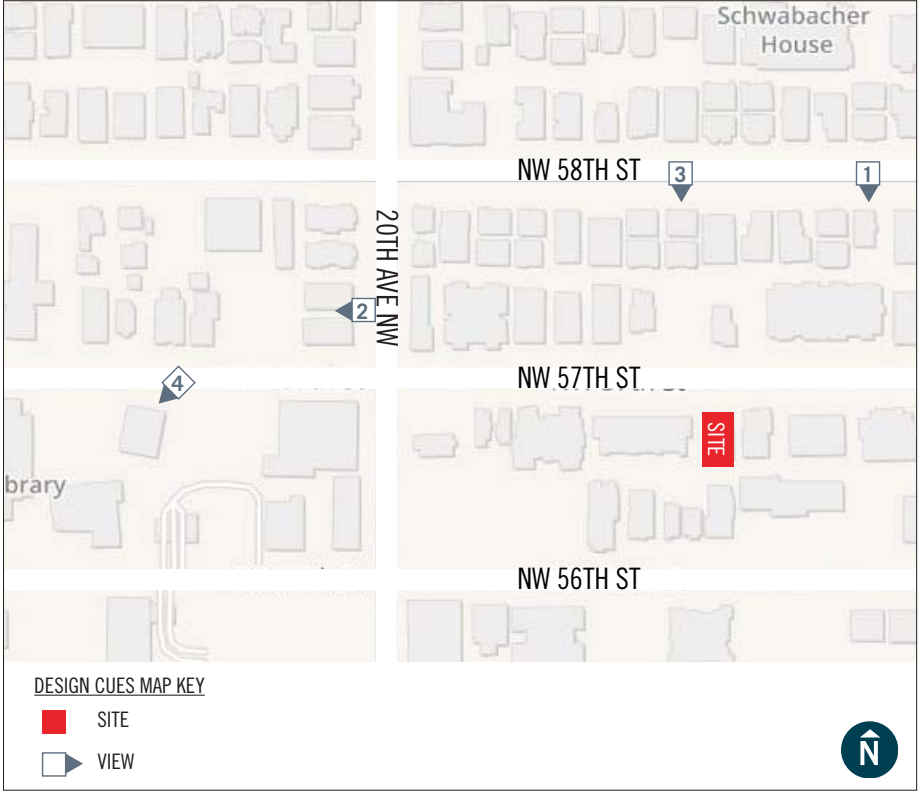 Schwabacher
House
NW 58TH ST
3
1
20TH AVE NW
2
NW 57TH ST
4
SITE
brary
NW 56TH ST
DESIGN CUES MAP KEY
SITE
VIEW
N